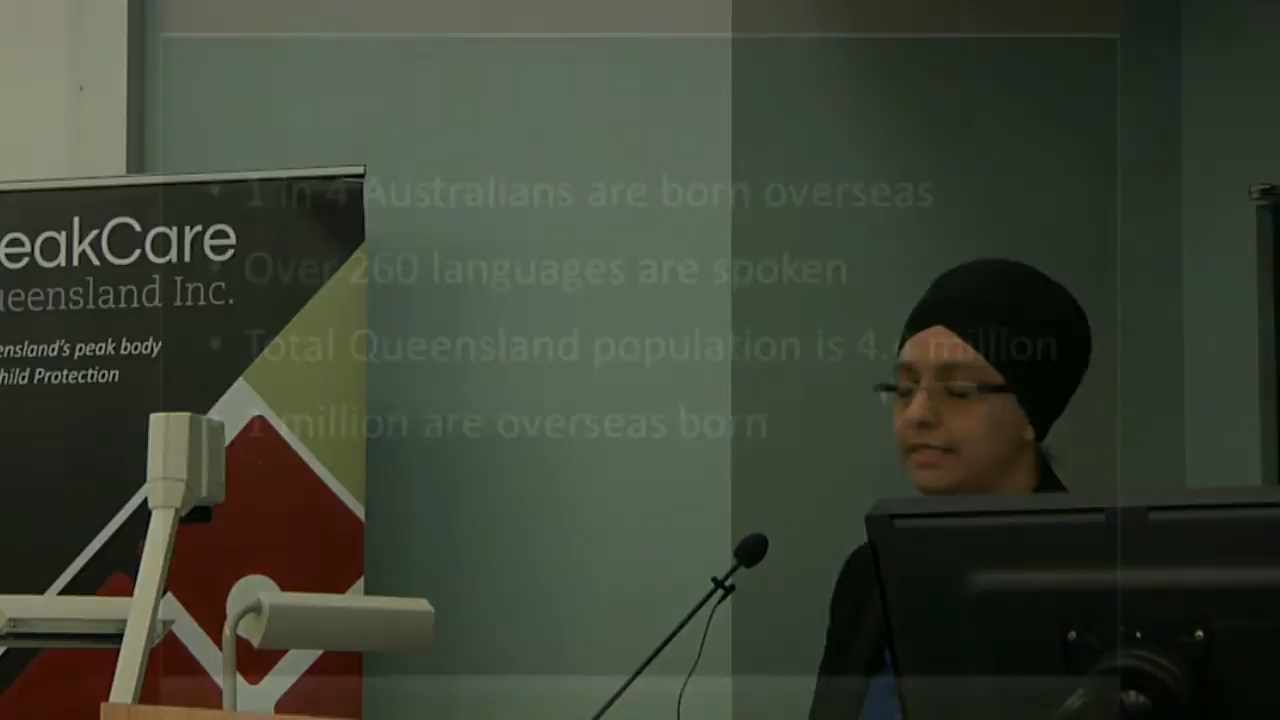 eakCare
ueensland Inc.
ensland's peak body
hild Protection
• 1 in 4 Australians are born overseas
• Over 260 languages are spoken
• Total Queensland population is million
• 1 million are overseas born